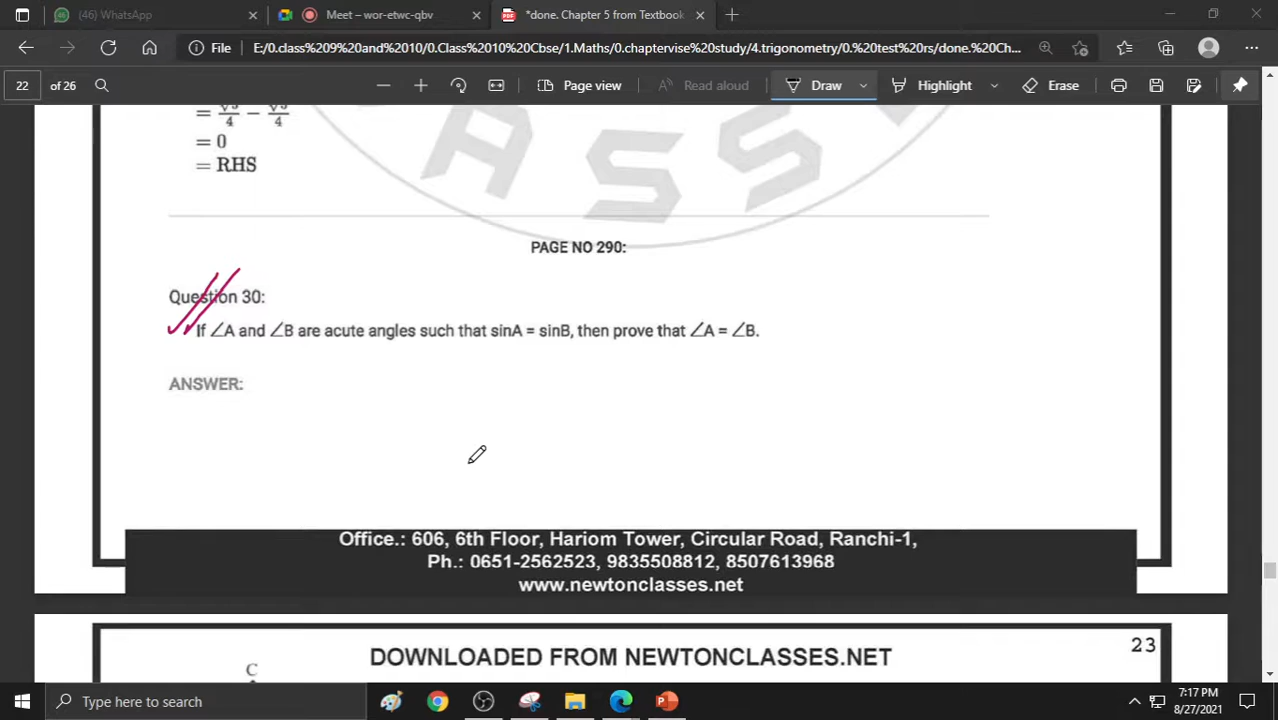 (46) WhatsApp
Meet – wor-etwc-qbv
*done. Chapter 5 from Textbook
File
E:/0.class%209%20and%2010/0.Class%2010%20Cbse/1.Maths/0.chaptervise%20study/4.trigonometry/0.%20test%20rs/done.%20Ch...
22 of 26
Page view
Read aloud
Draw
Highlight
Erase
= √3/4 − √3/4
= 0
= RHS
ASS
PAGE NO 290:
Question 30:
If ∠A and ∠B are acute angles such that sinA = sinB, then prove that ∠A = ∠B.
ANSWER:
Office.: 606, 6th Floor, Hariom Tower, Circular Road, Ranchi-1,
Ph.: 0651-2562523, 9835508812, 8507613968
www.newtonclasses.net
DOWNLOADED FROM NEWTONCLASSES.NET
23
C
Type here to search
7:17 PM
8/27/2021